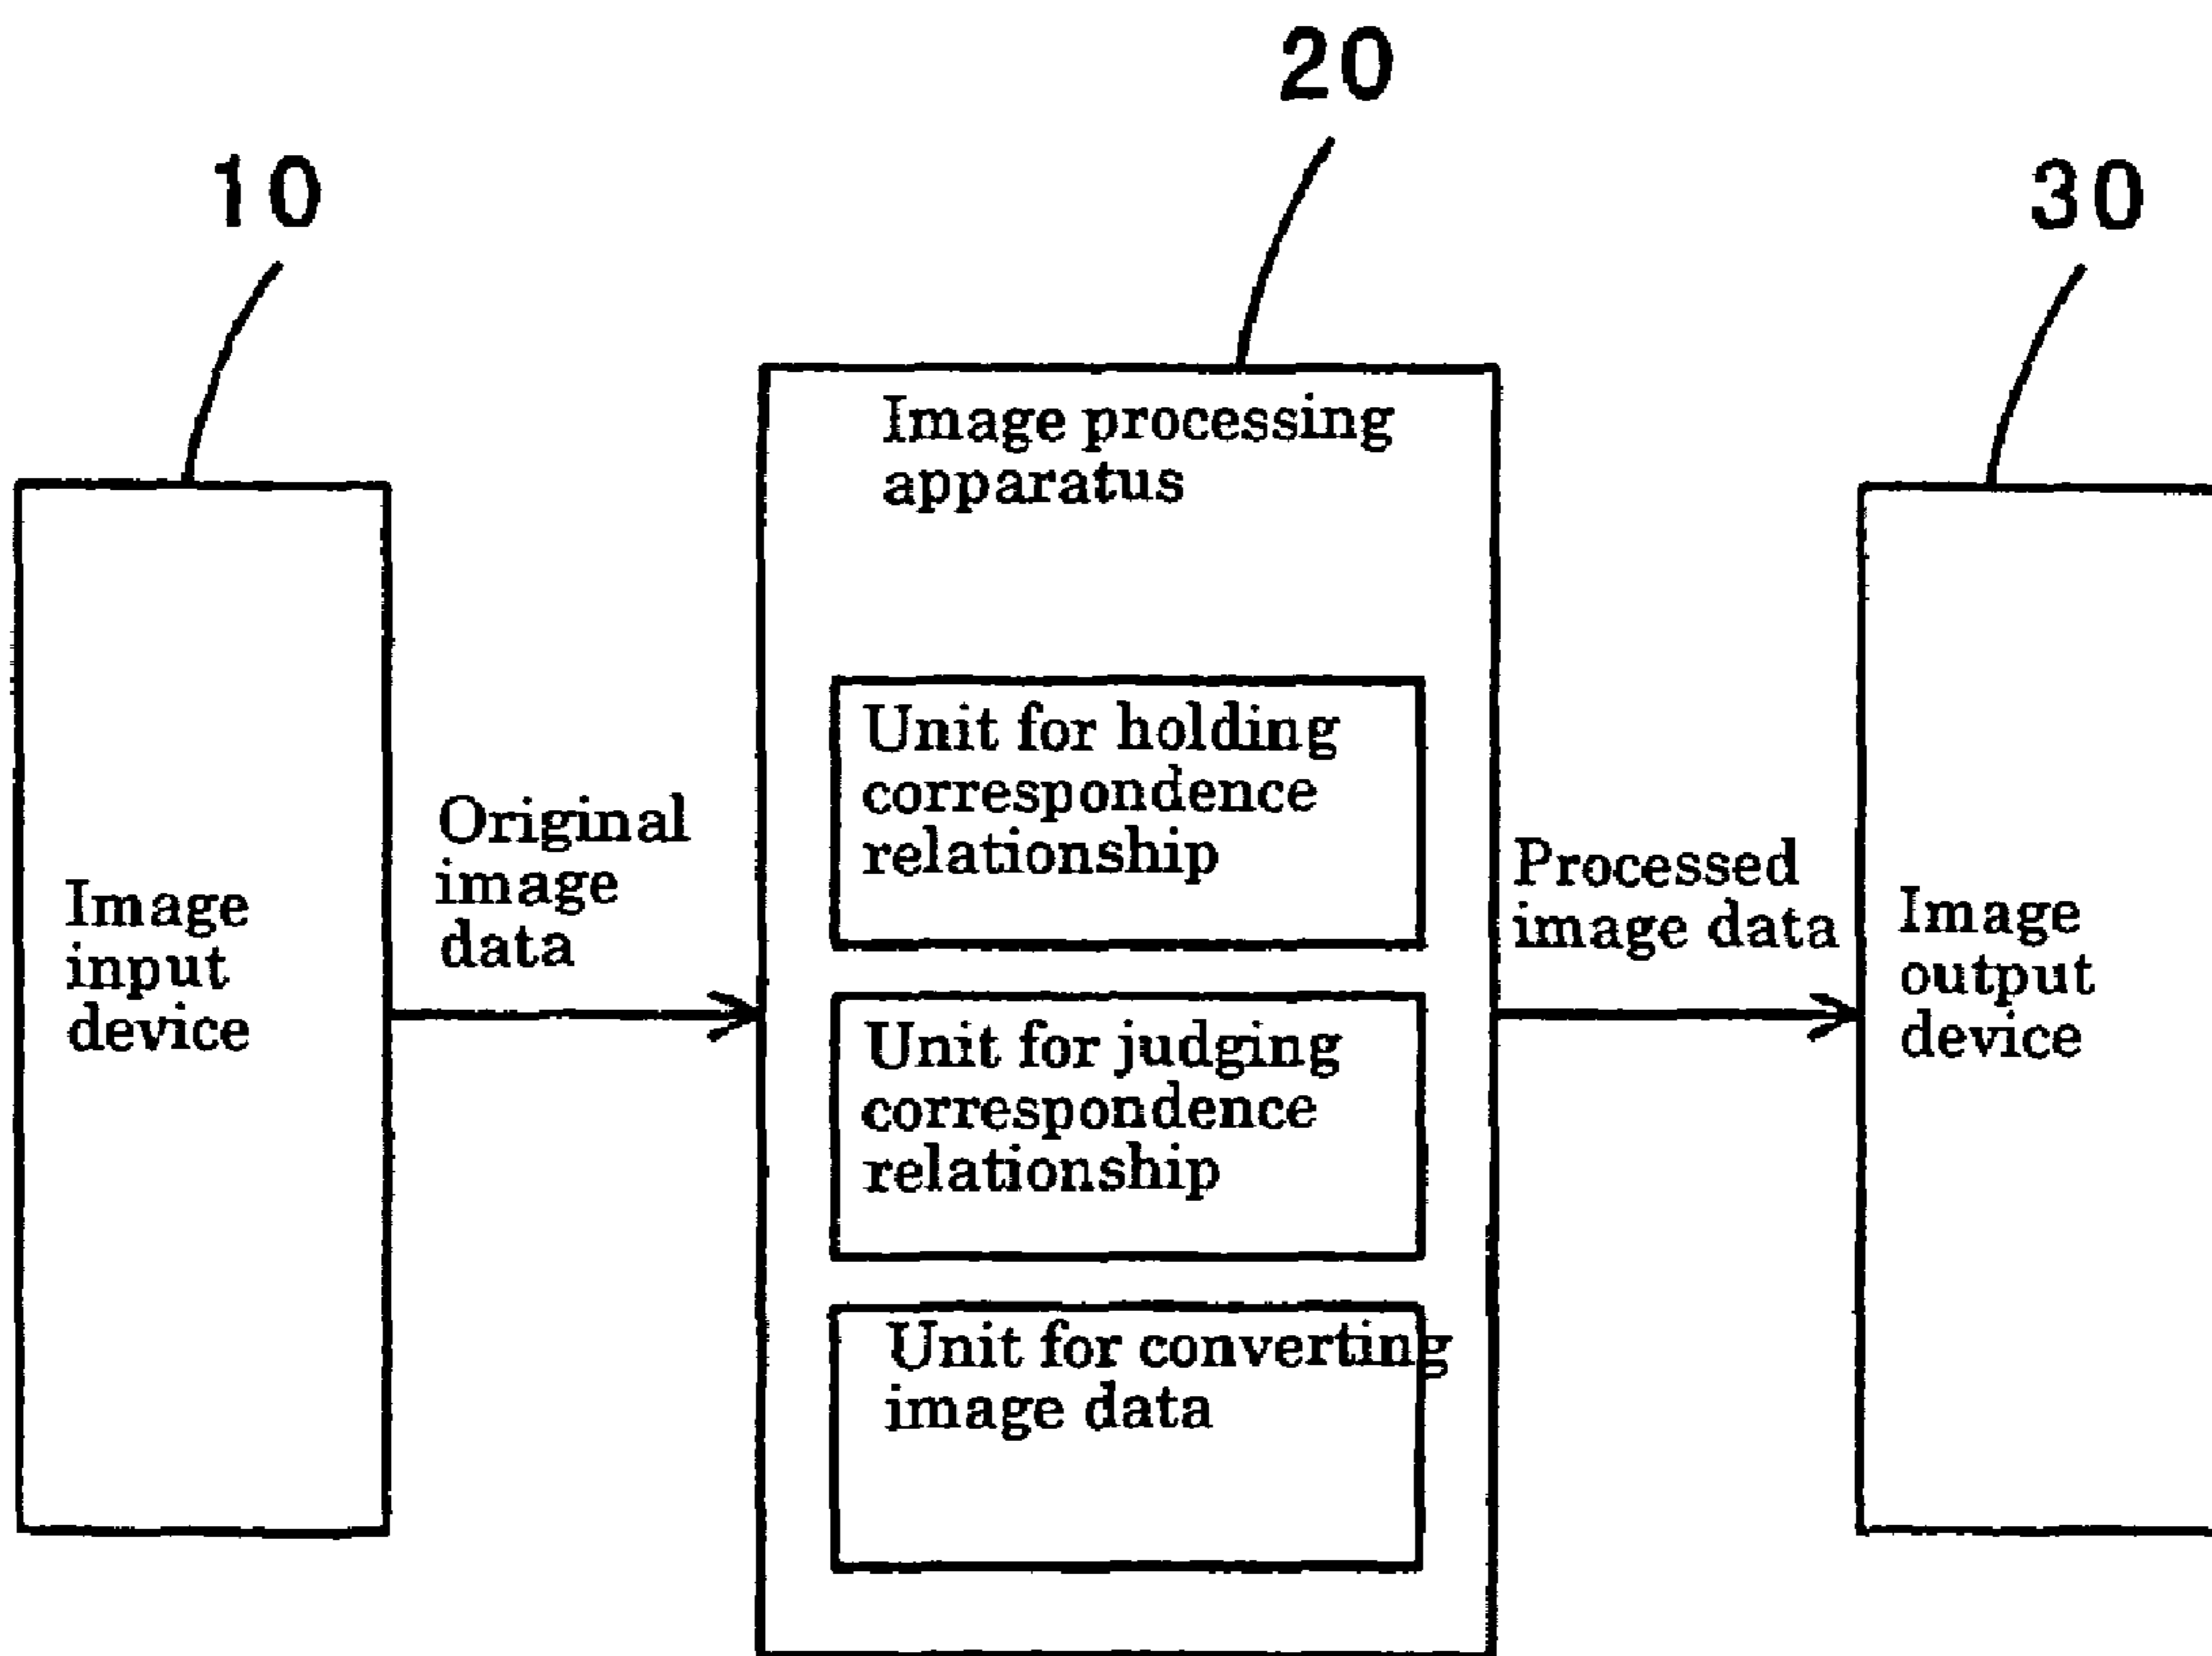 20
10
30
Image processing
apparatus
Unit for holding
correspondence
relationship
Original
image
data
Processed
image data
Image
input
device
Image
output
device
Unit for judging
correspondence
relationship
Unit for converting
image data